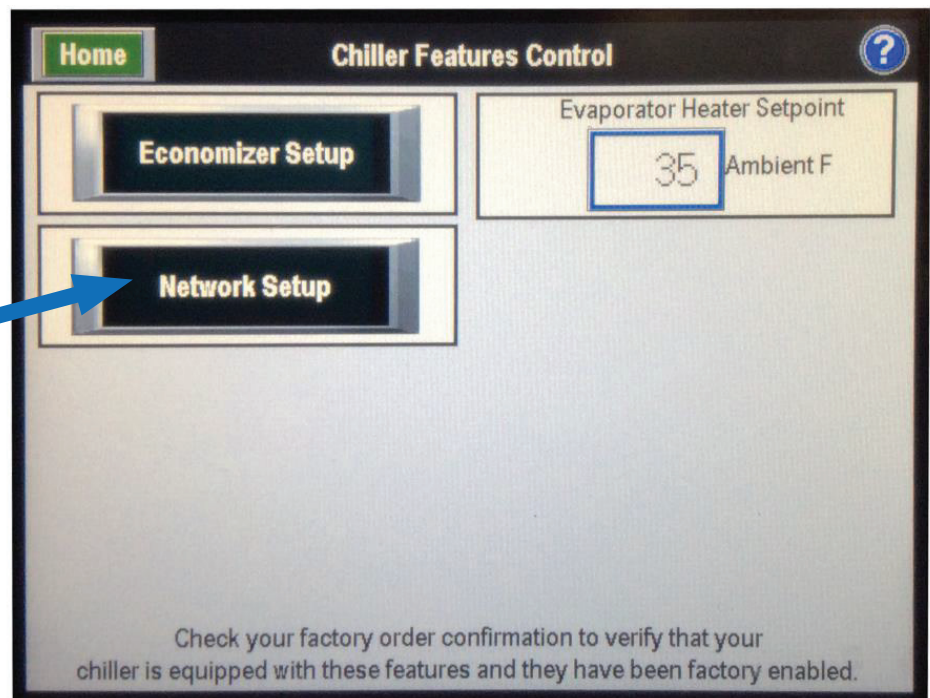 Home
Chiller Features Control
?
Economizer Setup
Evaporator Heater Setpoint
35 Ambient F
Network Setup
Check your factory order confirmation to verify that your
chiller is equipped with these features and they have been factory enabled.